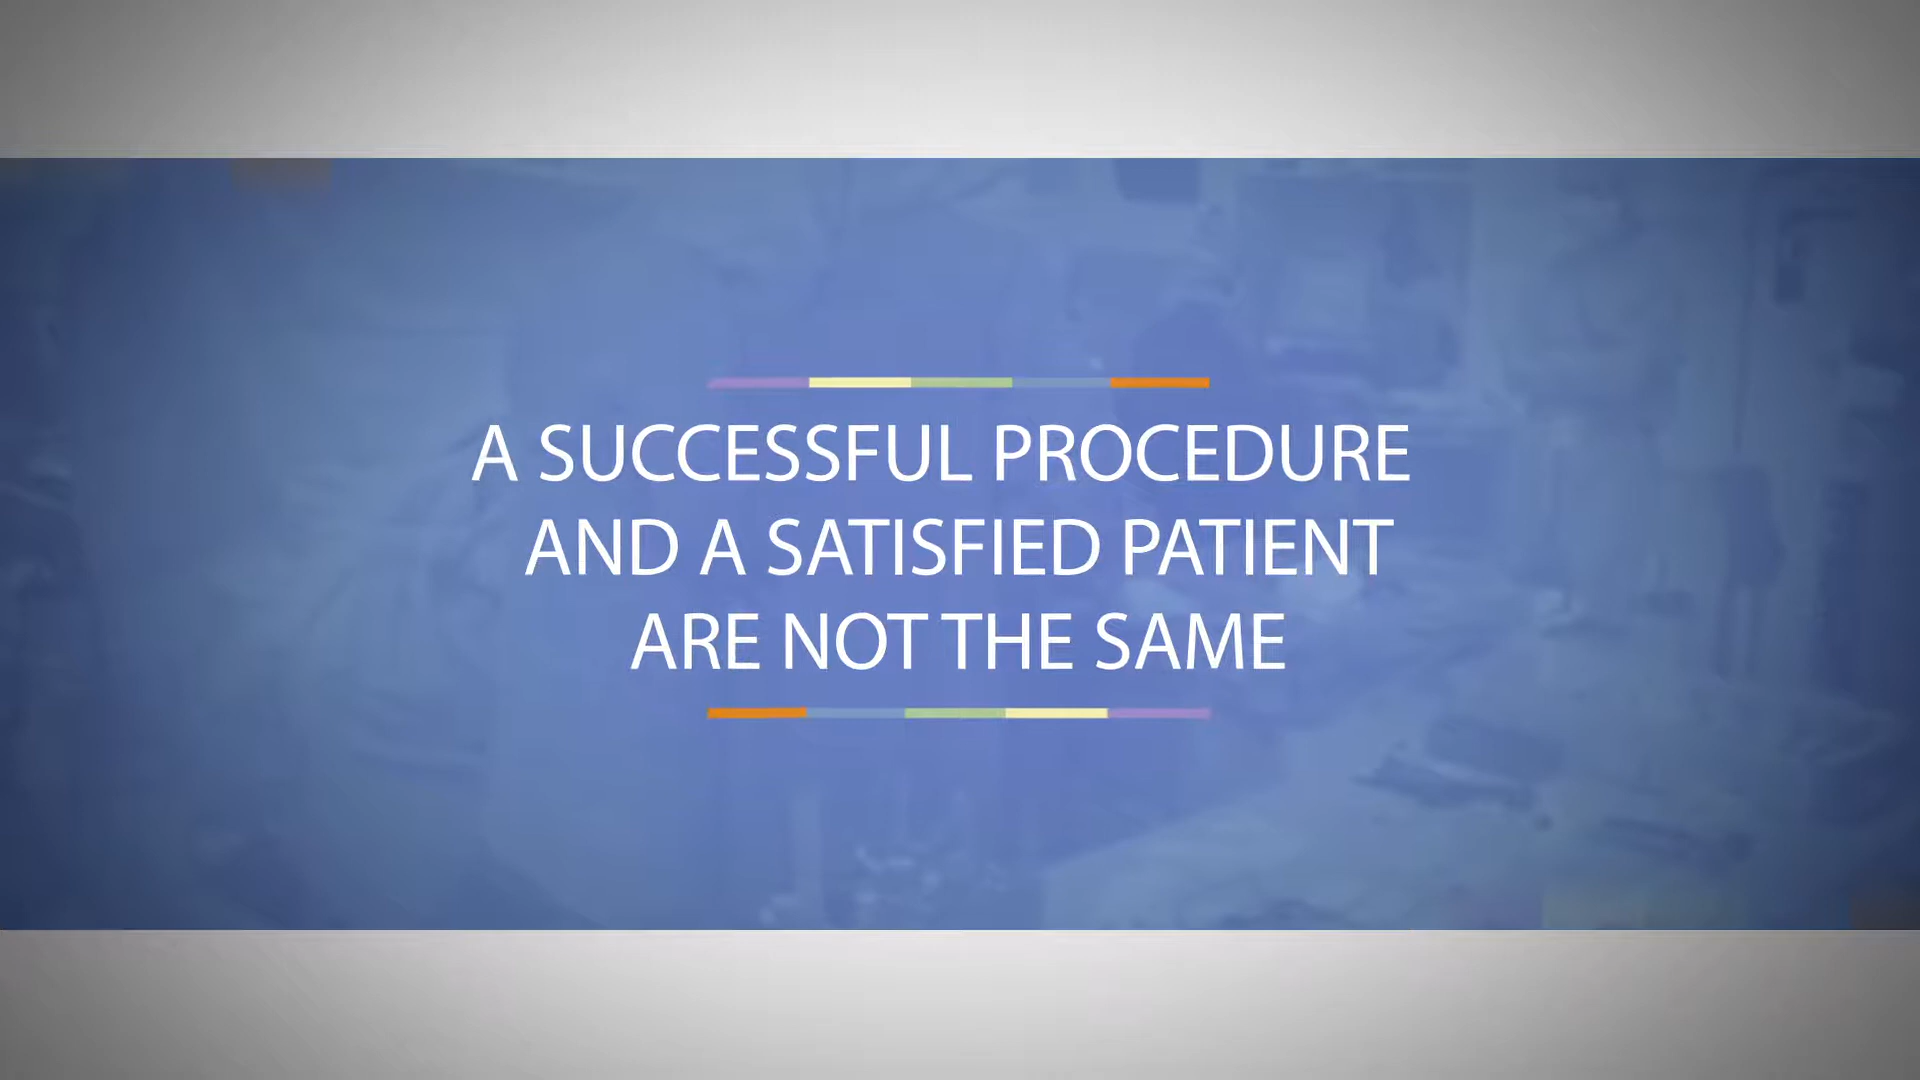 A SUCCESSFUL PROCEDURE
AND A SATISFIED PATIENT
ARE NOT THE SAME